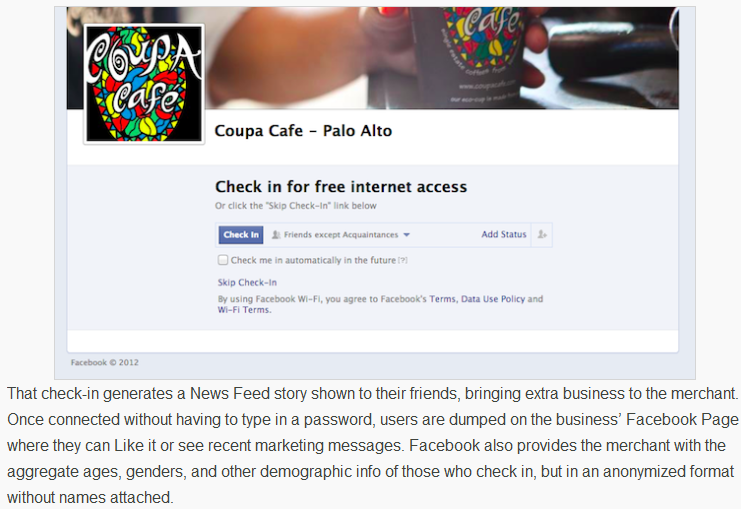 COUPA
Cafe
Cafe
Coupa Cafe – Palo Alto
Check in for free internet access
Or click the "Skip Check-In" link below
Check In Friends except Acquaintances Add Status
Check me in automatically in the future [?]
Skip Check-In
By using Facebook Wi-Fi, you agree to Facebook's Terms, Data Use Policy and
Wi-Fi Terms.
Facebook © 2012
That check-in generates a News Feed story shown to their friends, bringing extra business to the merchant.
Once connected without having to type in a password, users are dumped on the business’ Facebook Page
where they can Like it or see recent marketing messages. Facebook also provides the merchant with the
aggregate ages, genders, and other demographic info of those who check in, but in an anonymized format
without names attached.